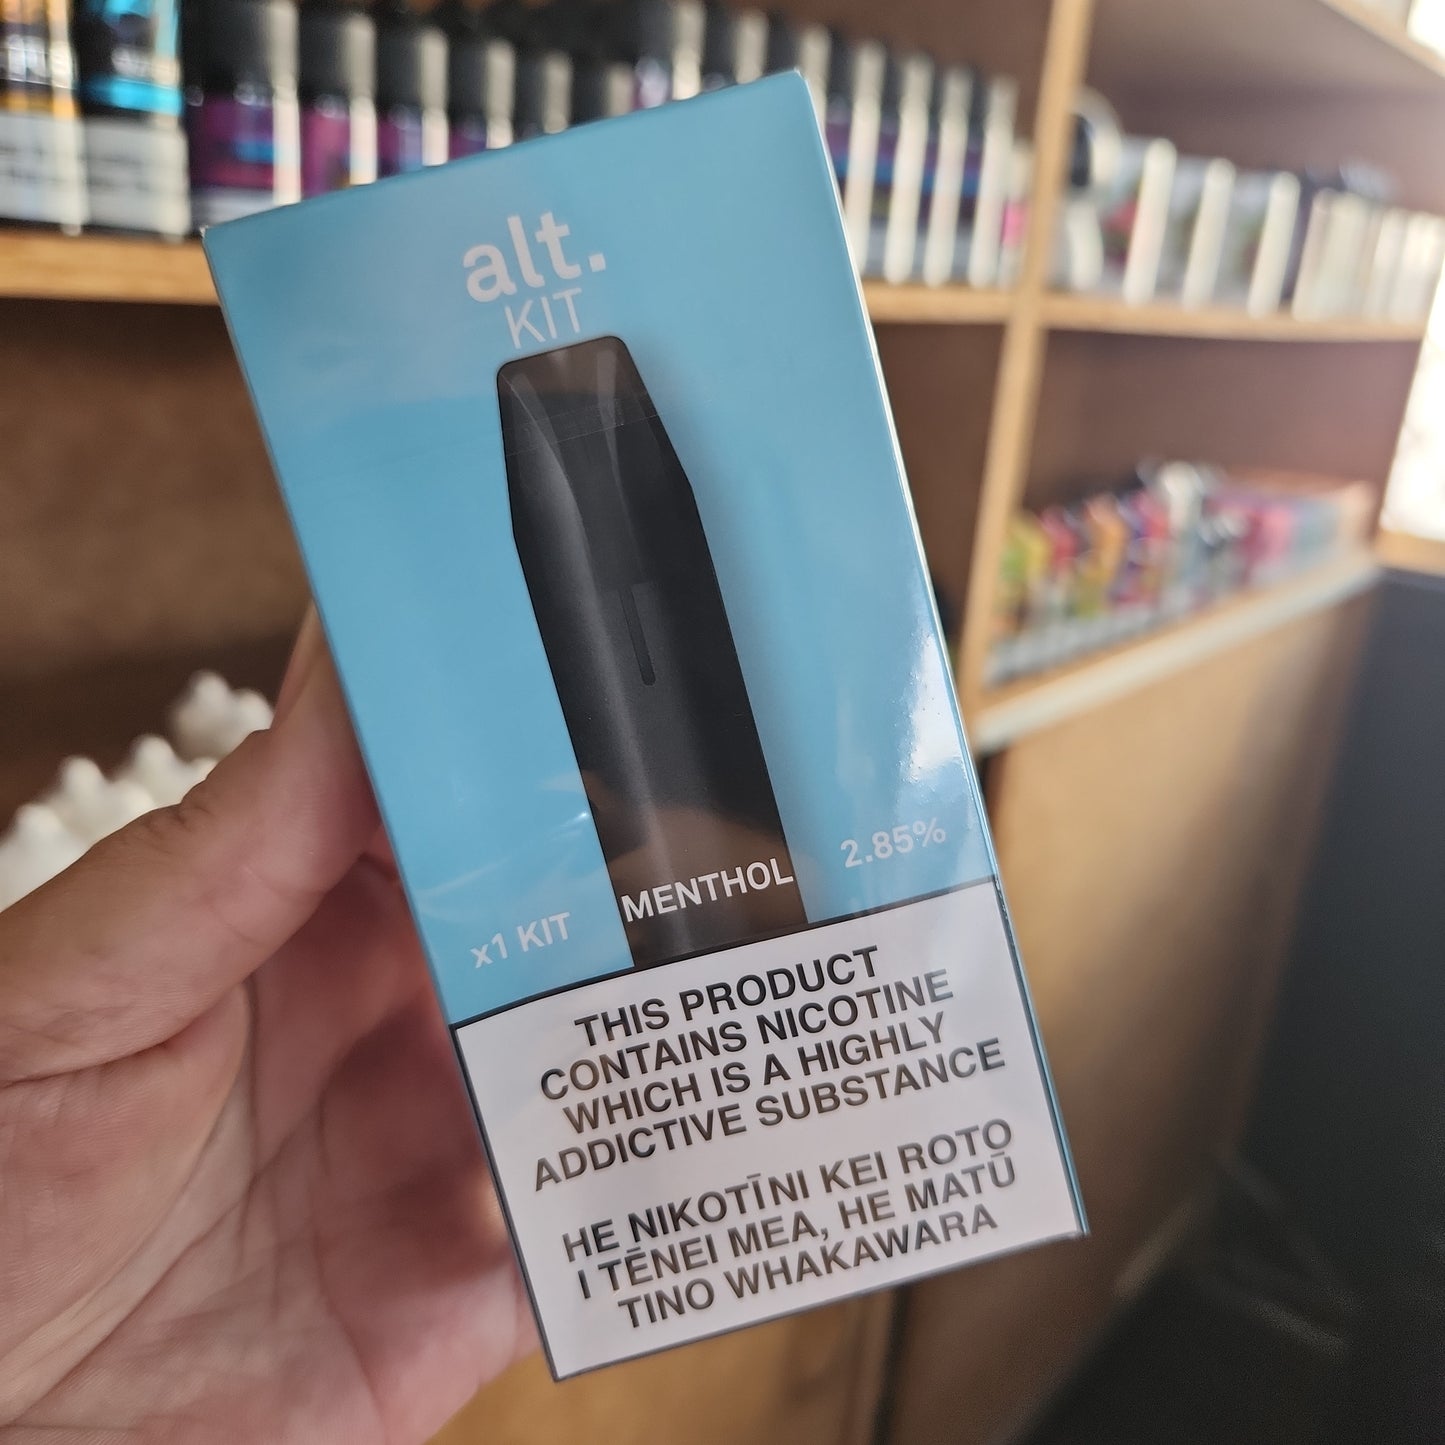 alt.
KIT
MENTHOL
2.85%
x1 KIT
THIS PRODUCT
CONTAINS NICOTINE
WHICH IS A HIGHLY
ADDICTIVE SUBSTANCE
HE NIKOTĪNI KEI ROTO
I TĒNEI MEA, HE MATŪ
TINO WHAKAWARA